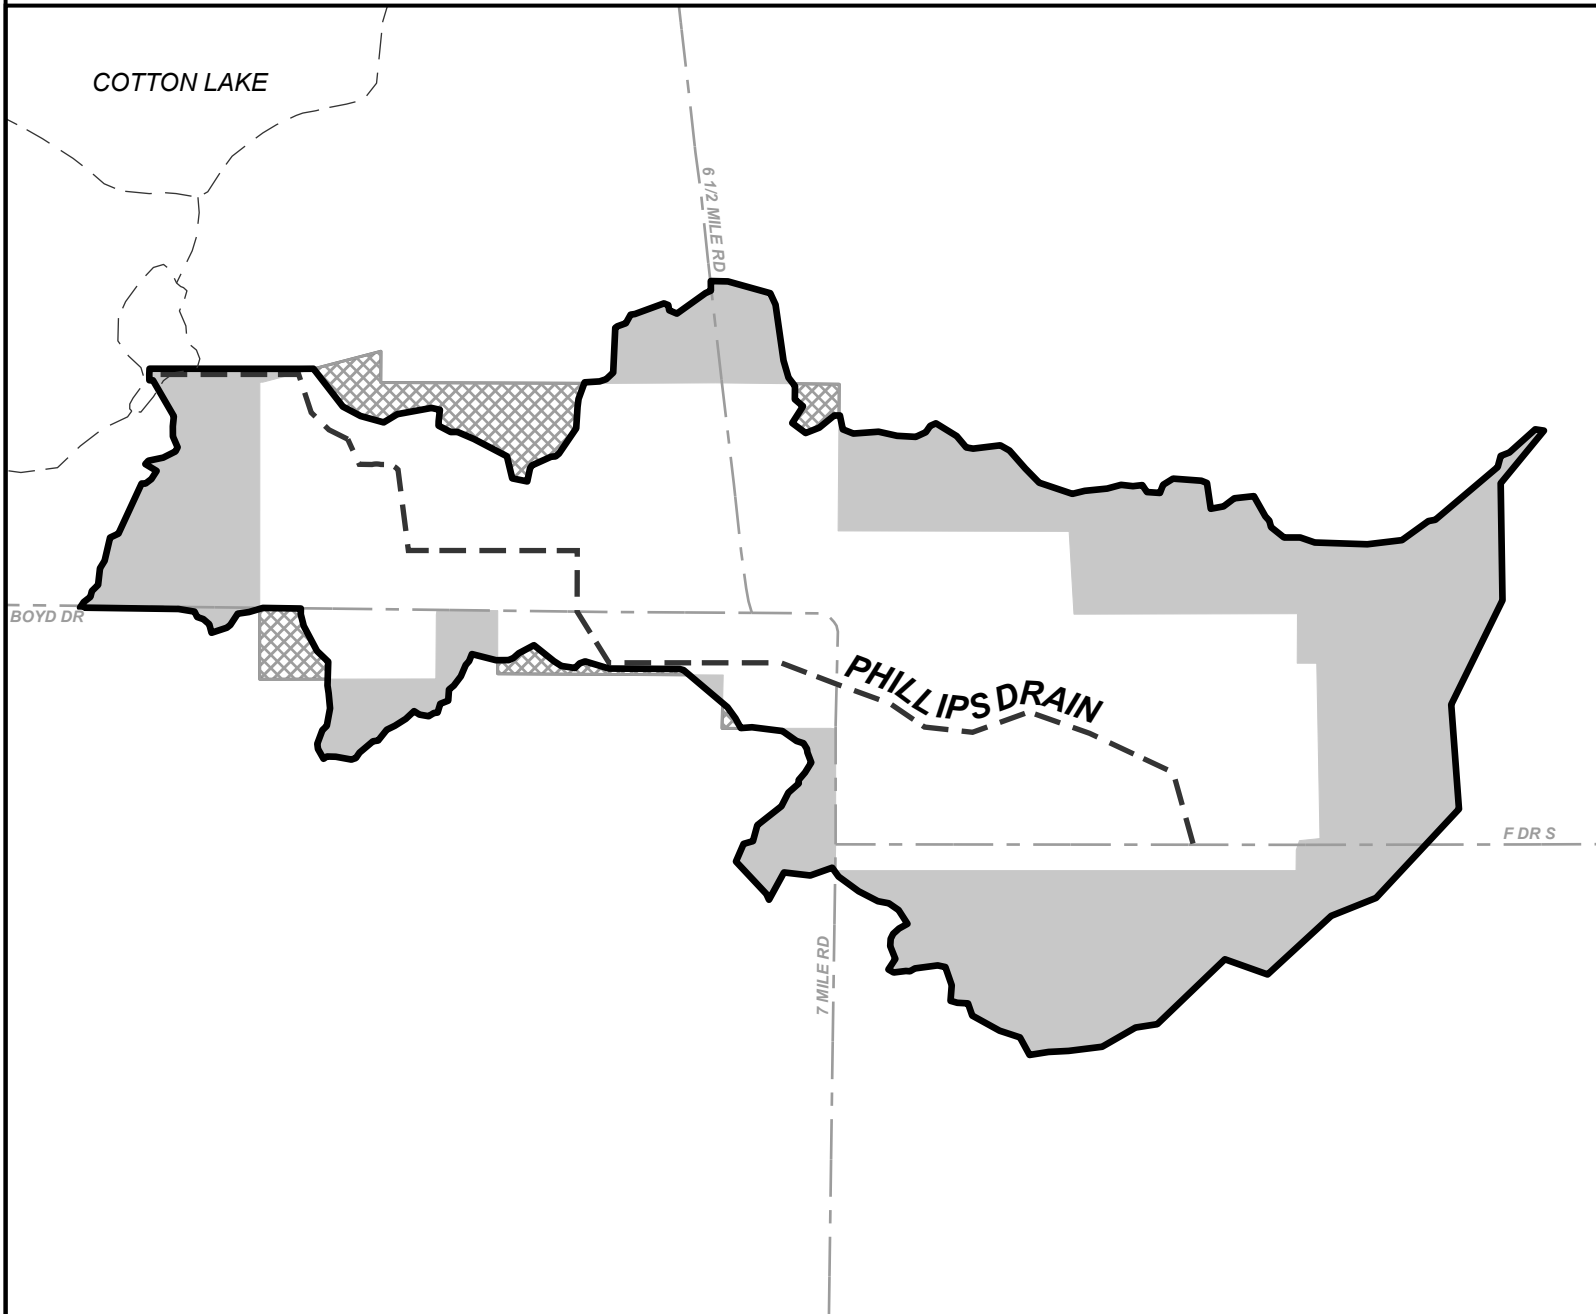 COTTON LAKE
6 1/2 MILE RD
BOYD DR
PHILLIPS DRAIN
F DR S
7 MILE RD